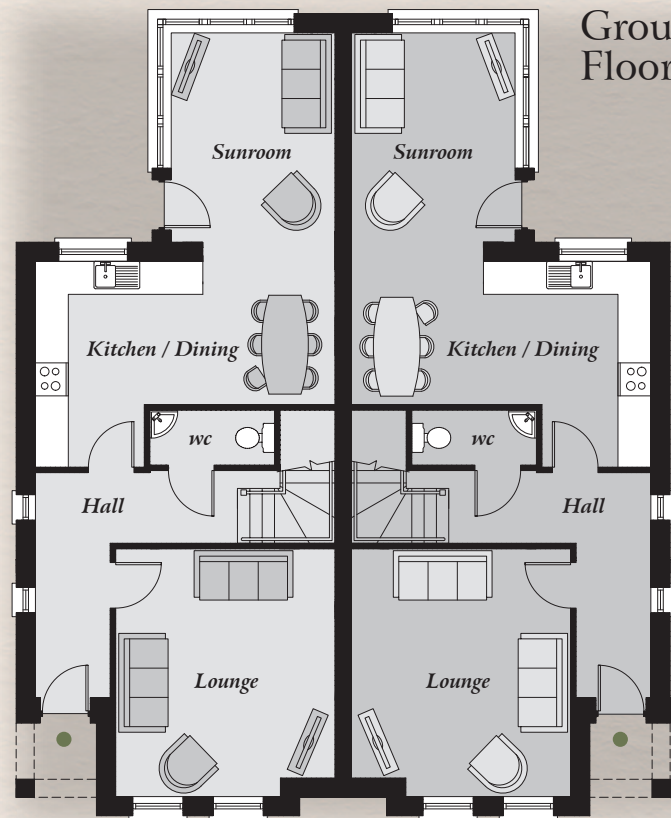 Grou
Floor
Sunroom
Sunroom
Kitchen / Dining
Kitchen / Dining
wc
wc
Hall
Hall
Lounge
Lounge